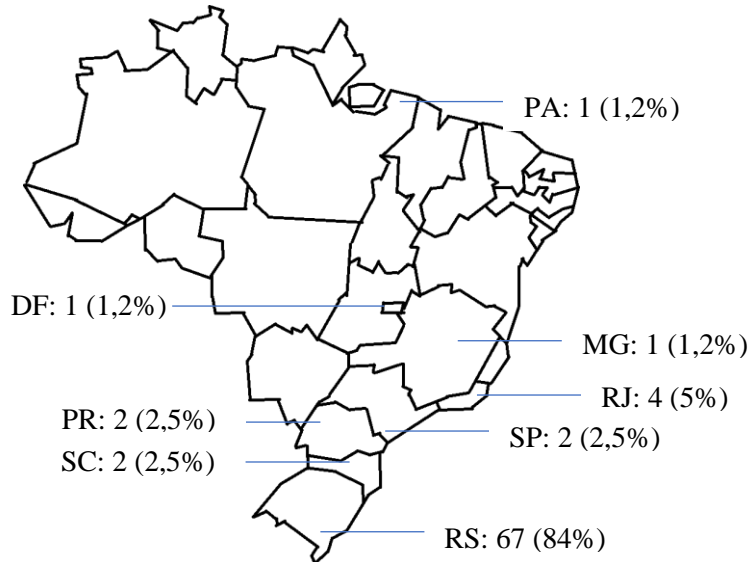 PA: 1 (1,2%)
DF: 1 (1,2%)
MG: 1 (1,2%)
RJ: 4 (5%)
PR: 2 (2,5%)
SP: 2 (2,5%)
SC: 2 (2,5%)
RS: 67 (84%)